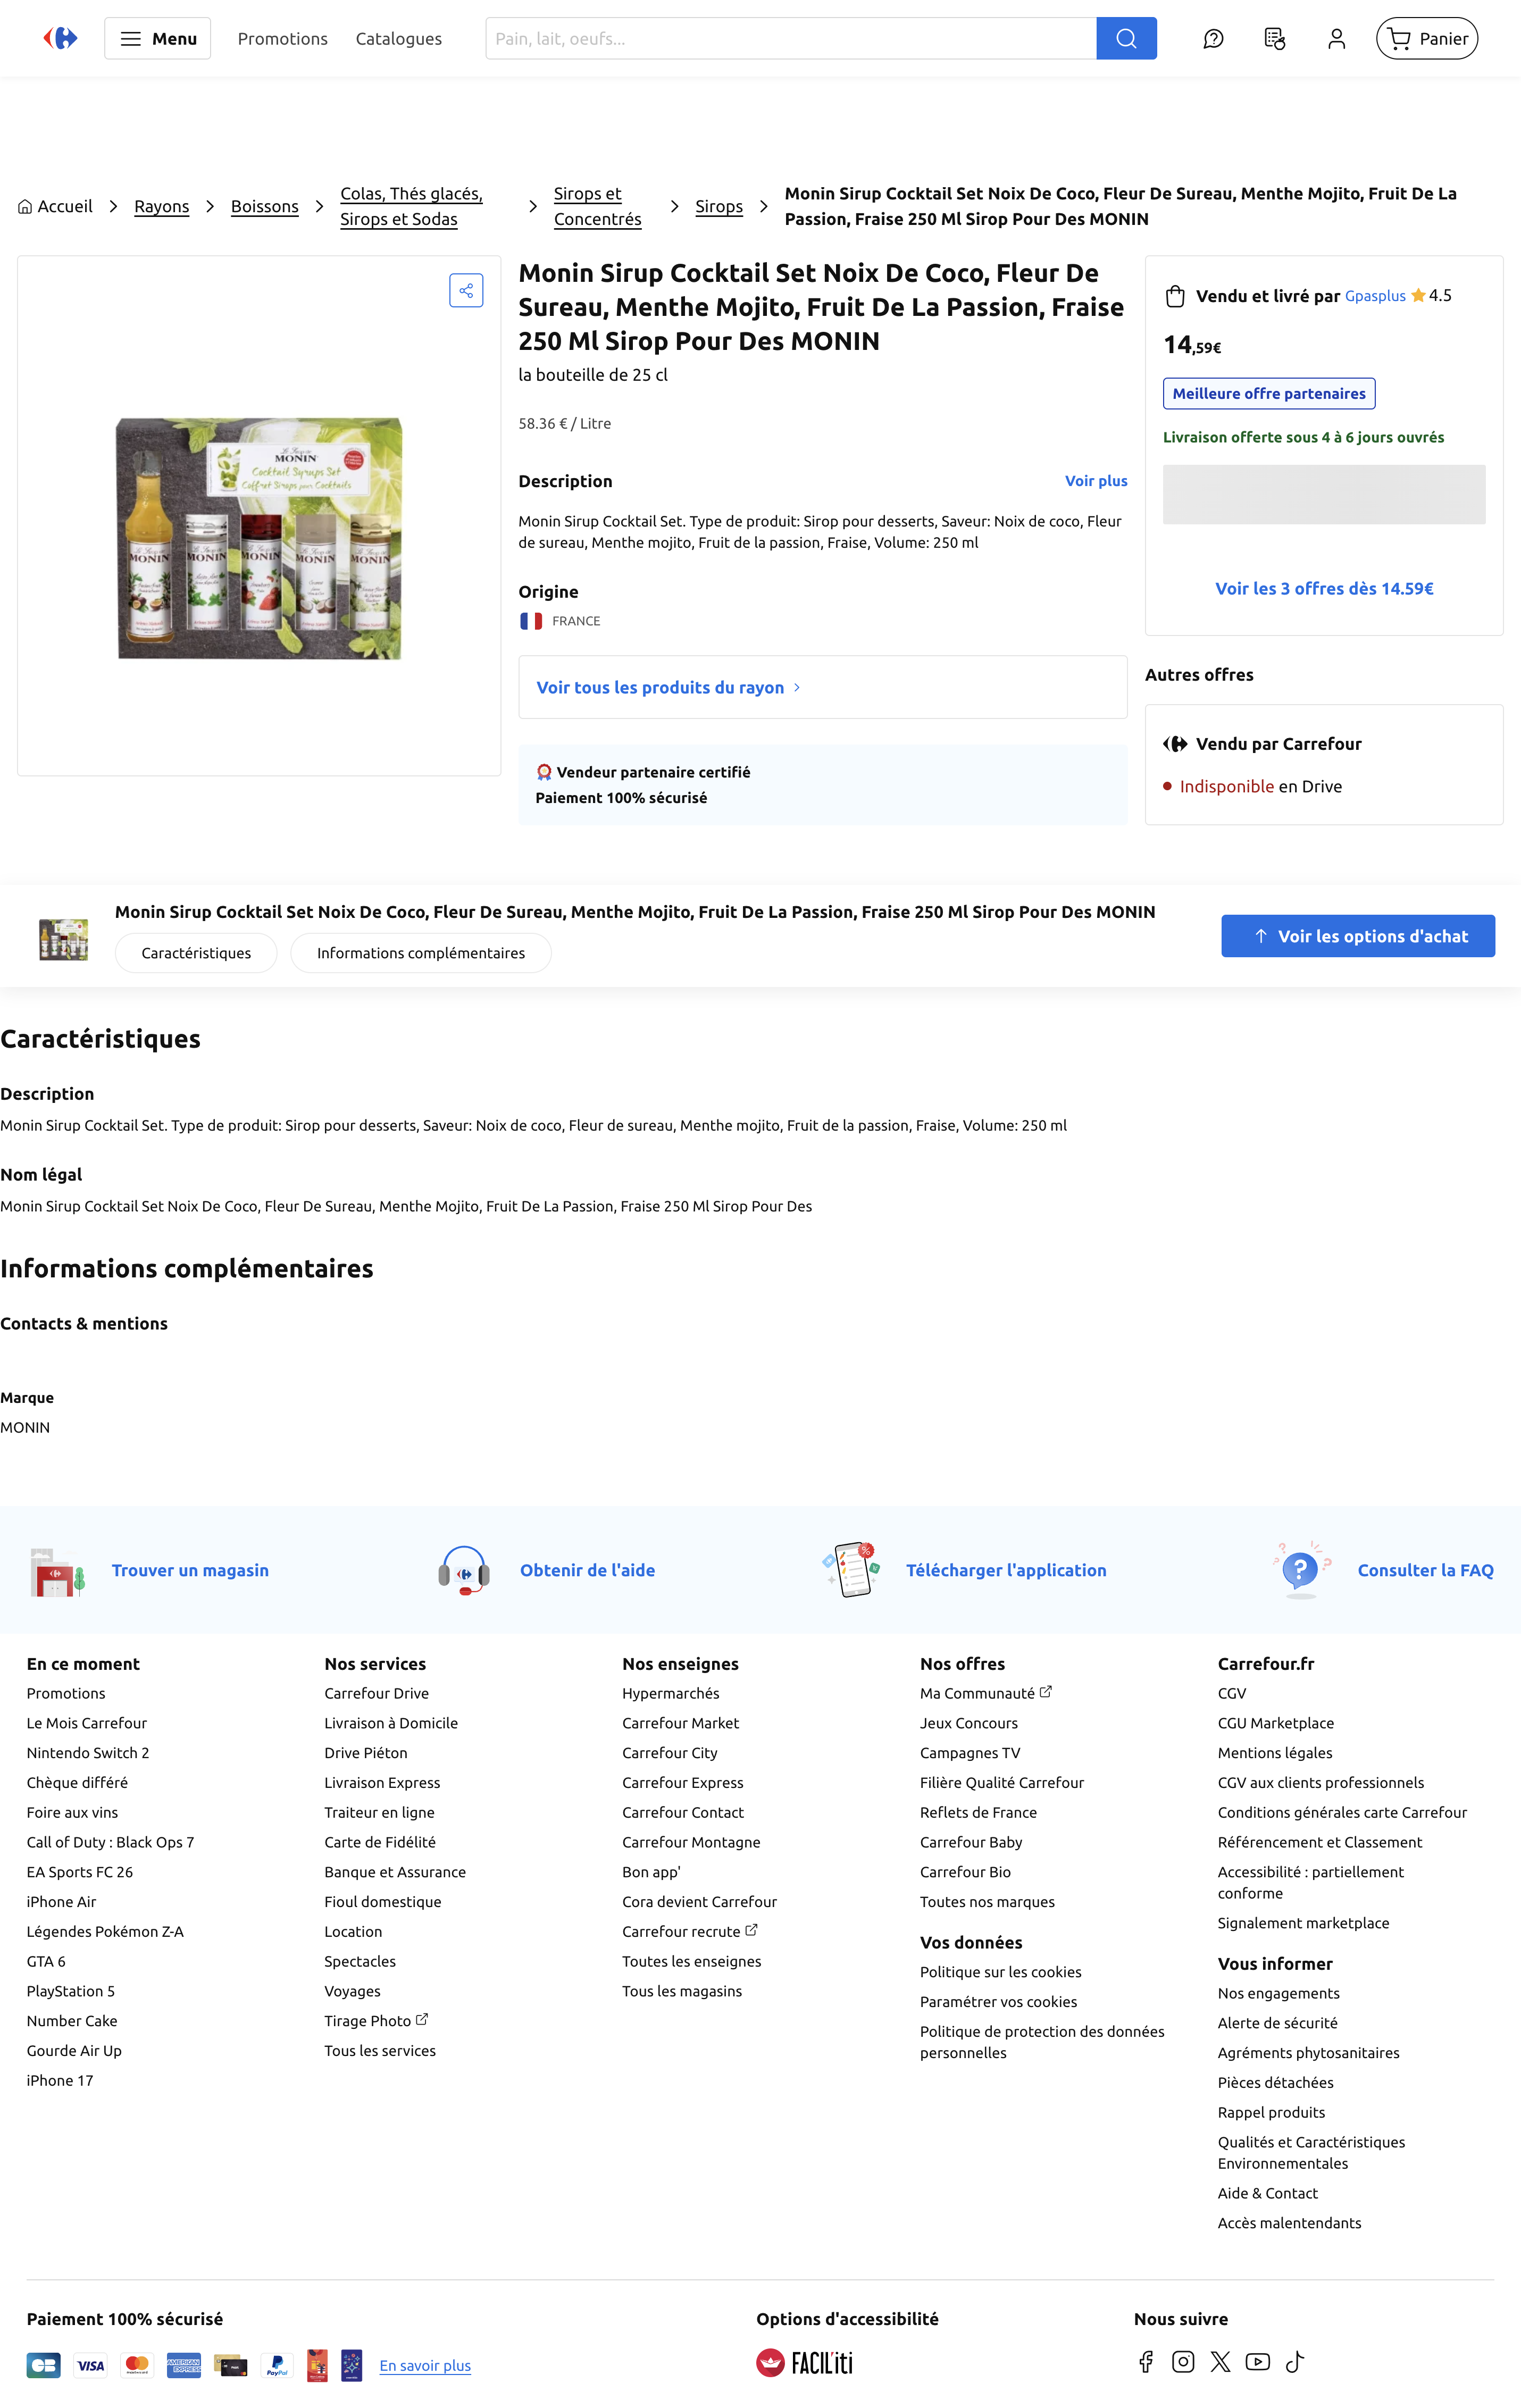 Menu
Promotions
Catalogues
Pain, lait, oeufs...
Panier
Accueil
Rayons
Boissons
Colas, Thés glacés,
Sirops et Sodas
Sirops et
Concentrés
Sirops
Monin Sirup Cocktail Set Noix De Coco, Fleur De Sureau, Menthe Mojito, Fruit De La
Passion, Fraise 250 Ml Sirop Pour Des MONIN
MONIN
Cocktail Syrups Set
Coffret Sirops pour Cocktails
MONIN
MONIN
MONIN
MONIN
MONIN
Monin Sirup Cocktail Set Noix De Coco, Fleur De
Sureau, Menthe Mojito, Fruit De La Passion, Fraise
250 Ml Sirop Pour Des MONIN
la bouteille de 25 cl
58.36 € / Litre
Description
Voir plus
Monin Sirup Cocktail Set. Type de produit: Sirop pour desserts, Saveur: Noix de coco, Fleur
de sureau, Menthe mojito, Fruit de la passion, Fraise, Volume: 250 ml
Origine
FRANCE
Voir tous les produits du rayon
Vendeur partenaire certifié
Paiement 100% sécurisé
Vendu et livré par Gpasplus 4.5
14,59€
Meilleure offre partenaires
Livraison offerte sous 4 à 6 jours ouvrés
Voir les 3 offres dès 14.59€
Autres offres
Vendu par Carrefour
Indisponible en Drive
Monin Sirup Cocktail Set Noix De Coco, Fleur De Sureau, Menthe Mojito, Fruit De La Passion, Fraise 250 Ml Sirop Pour Des MONIN
Caractéristiques
Informations complémentaires
Voir les options d'achat
Caractéristiques
Description
Monin Sirup Cocktail Set. Type de produit: Sirop pour desserts, Saveur: Noix de coco, Fleur de sureau, Menthe mojito, Fruit de la passion, Fraise, Volume: 250 ml
Nom légal
Monin Sirup Cocktail Set Noix De Coco, Fleur De Sureau, Menthe Mojito, Fruit De La Passion, Fraise 250 Ml Sirop Pour Des
Informations complémentaires
Contacts & mentions
Marque
MONIN
Trouver un magasin
Obtenir de l'aide
Télécharger l'application
Consulter la FAQ
En ce moment
Promotions
Le Mois Carrefour
Nintendo Switch 2
Chèque différé
Foire aux vins
Call of Duty : Black Ops 7
EA Sports FC 26
iPhone Air
Légendes Pokémon Z-A
GTA 6
PlayStation 5
Number Cake
Gourde Air Up
iPhone 17
Nos services
Carrefour Drive
Livraison à Domicile
Drive Piéton
Livraison Express
Traiteur en ligne
Carte de Fidélité
Banque et Assurance
Fioul domestique
Location
Spectacles
Voyages
Tirage Photo
Tous les services
Nos enseignes
Hypermarchés
Carrefour Market
Carrefour City
Carrefour Express
Carrefour Contact
Carrefour Montagne
Bon app'
Cora devient Carrefour
Carrefour recrute
Toutes les enseignes
Tous les magasins
Nos offres
Ma Communauté
Jeux Concours
Campagnes TV
Filière Qualité Carrefour
Reflets de France
Carrefour Baby
Carrefour Bio
Toutes nos marques
Vos données
Politique sur les cookies
Paramétrer vos cookies
Politique de protection des données
personnelles
Carrefour.fr
CGV
CGU Marketplace
Mentions légales
CGV aux clients professionnels
Conditions générales carte Carrefour
Référencement et Classement
Accessibilité : partiellement
conforme
Signalement marketplace
Vous informer
Nos engagements
Alerte de sécurité
Agréments phytosanitaires
Pièces détachées
Rappel produits
Qualités et Caractéristiques
Environnementales
Aide & Contact
Accès malentendants
Paiement 100% sécurisé
CB
VISA
mastercard
AMERICAN EXPRESS
PayPal
En savoir plus
Options d'accessibilité
FACIL'iti
Nous suivre